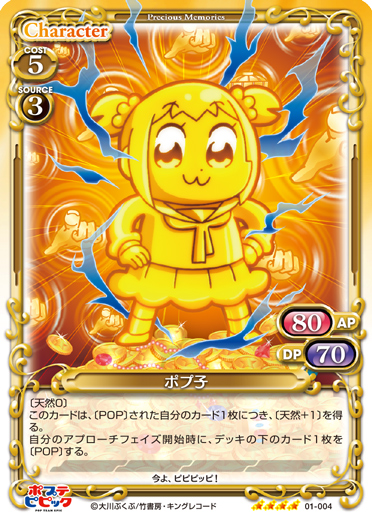 Precious Memories
Character
COST
5
SOURCE
3
80 AP
DP 70
ポプ子
[天然0]
このカードは、[POP]された自分のカード1枚につき、[天然+1]を得
る。
自分のアプローチフェイズ開始時に、デッキの下のカード1枚を
[POP]する。
今よ、ピピピッピ!
ポプテ
ピピック
POP TEAM EPIC
©大川ぶくぶ/竹書房・キングレコード
★★★★ 01-004